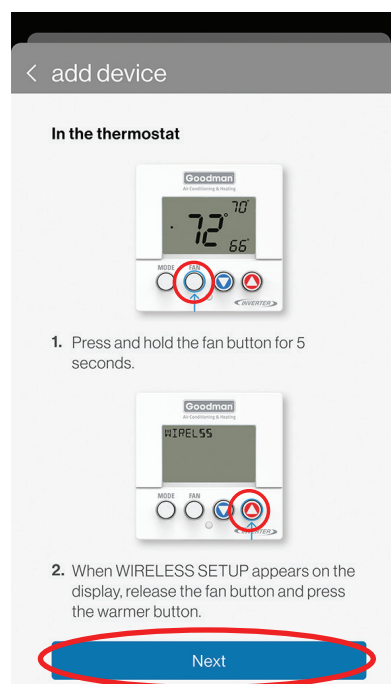 < add device
In the thermostat
Goodman
Air Conditioning & Heating
70°
72°
66°
MODE FAN
INVERTER
1. Press and hold the fan button for 5
seconds.
Goodman
Air Conditioning & Heating
WIRELSS
MODE FAN
INVERTER
2. When WIRELESS SETUP appears on the
display, release the fan button and press
the warmer button.
Next